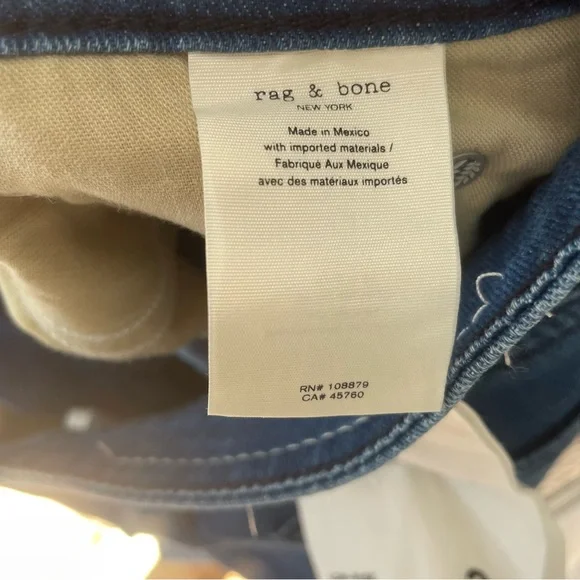 rag & bone
NEW YORK
Made in Mexico
with imported materials /
Fabriqué Aux Mexique
avec des matériaux importés
RN# 108879
CA# 45760